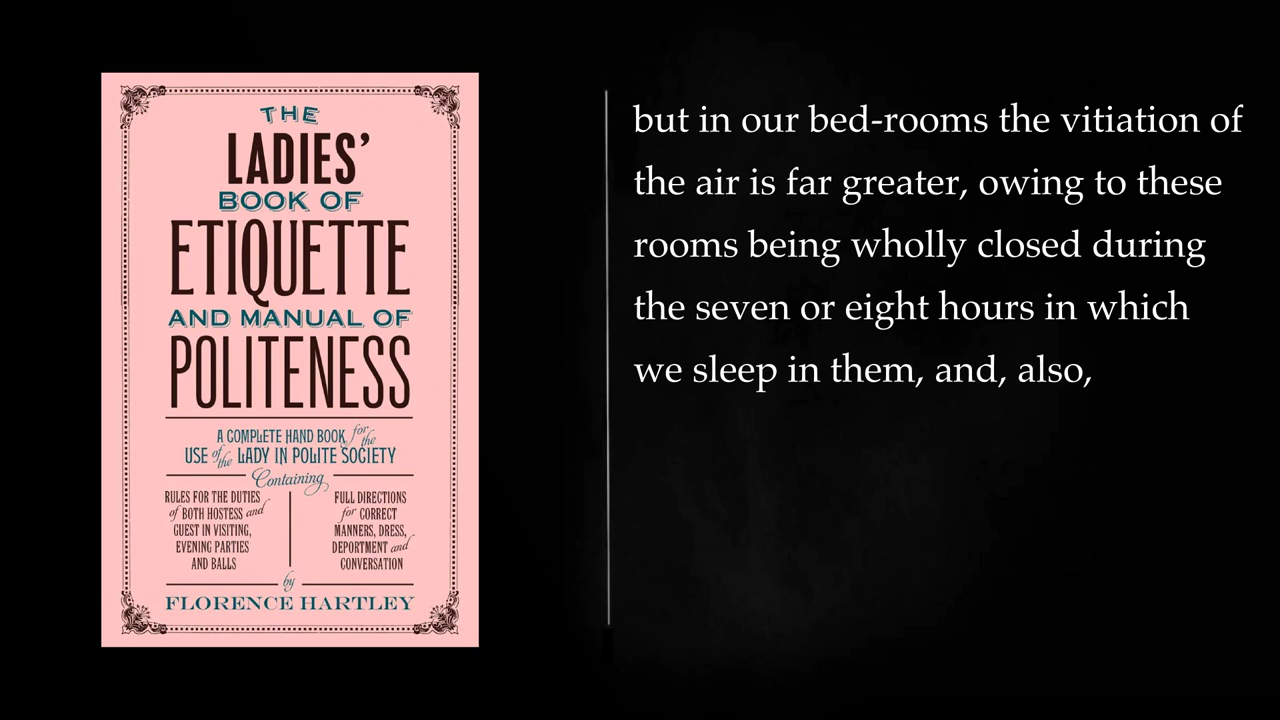 THE
LADIES'
BOOK OF
ETIQUETTE
AND MANUAL OF
POLITENESS
A COMPLETE HAND BOOK for the
USE of the LADY IN POLITE SOCIETY
Containing
RULES FOR THE DUTIES
of BOTH HOSTESS and
GUEST IN VISITING,
EVENING PARTIES
AND BALLS
FULL DIRECTIONS
for CORRECT
MANNERS, DRESS,
DEPORTMENT and
CONVERSATION
by
FLORENCE HARTLEY
but in our bed-rooms the vitiation of
the air is far greater, owing to these
rooms being wholly closed during
the seven or eight hours in which
we sleep in them, and, also,